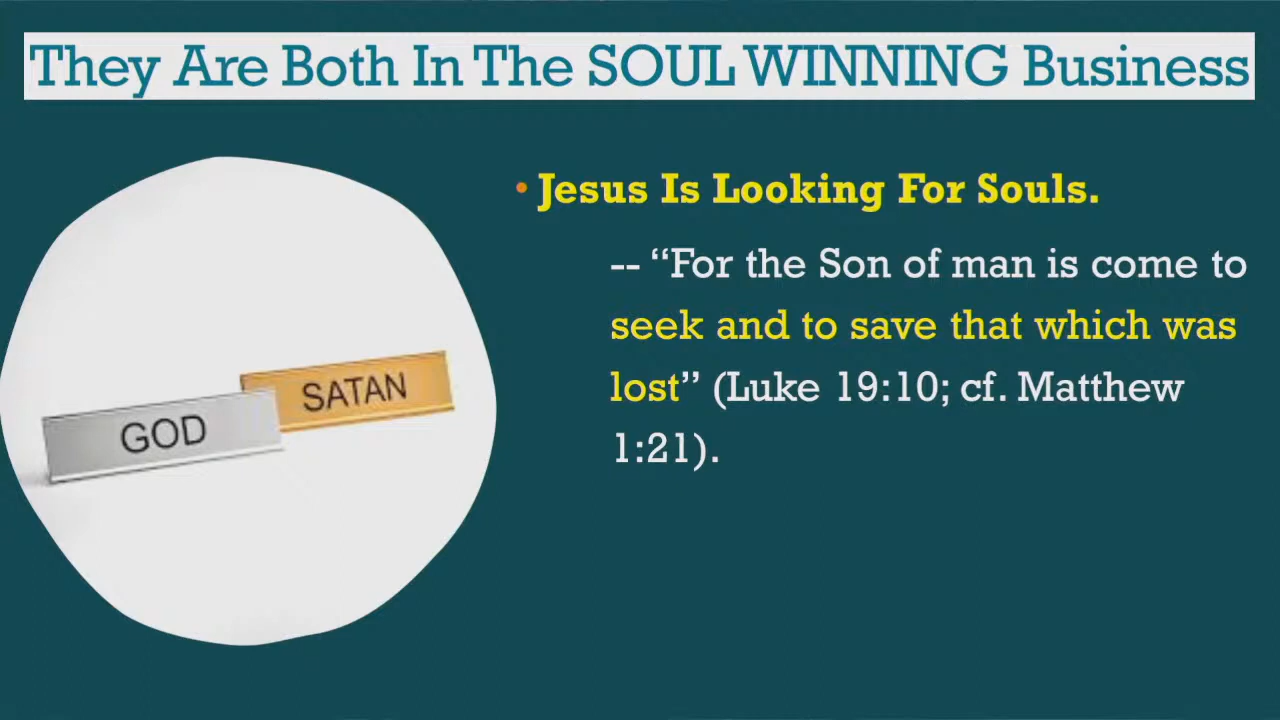 They Are Both In The SOUL WINNING Business
• Jesus Is Looking For Souls.
-- “For the Son of man is come to
seek and to save that which was
lost” (Luke 19:10; cf. Matthew
1:21).
SATAN
GOD